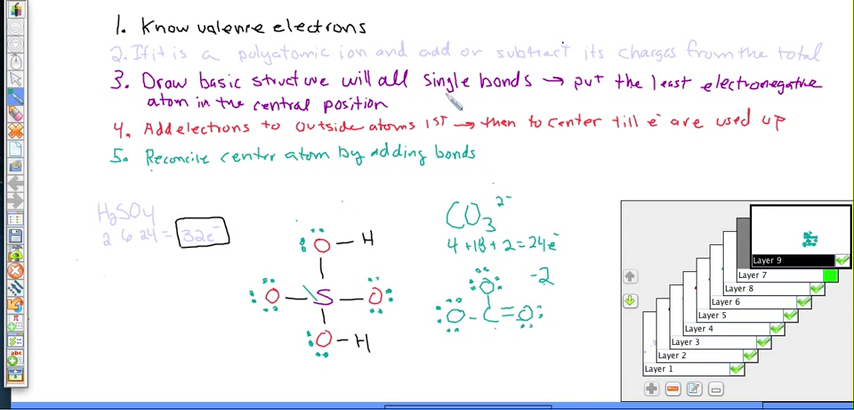 1. Know valence electrons
2. If it is a polyatomic ion and add or subtract its charges from the total
3. Draw basic structure will all single bonds → put the least electronegative
atom in the central position
4. Add electrons to outside atoms 1st → then to center till e⁻ are used up
5. Reconcile center atom by adding bonds
H₂SO₄
2 6 24 = 32e⁻
O — H
O — S — O
O — H
CO₃²⁻
4 + 18 + 2 = 24e⁻
-2
O
O - C = O
Layer 9
Layer 7
Layer 8
Layer 6
Layer 5
Layer 4
Layer 3
Layer 2
Layer 1
abc